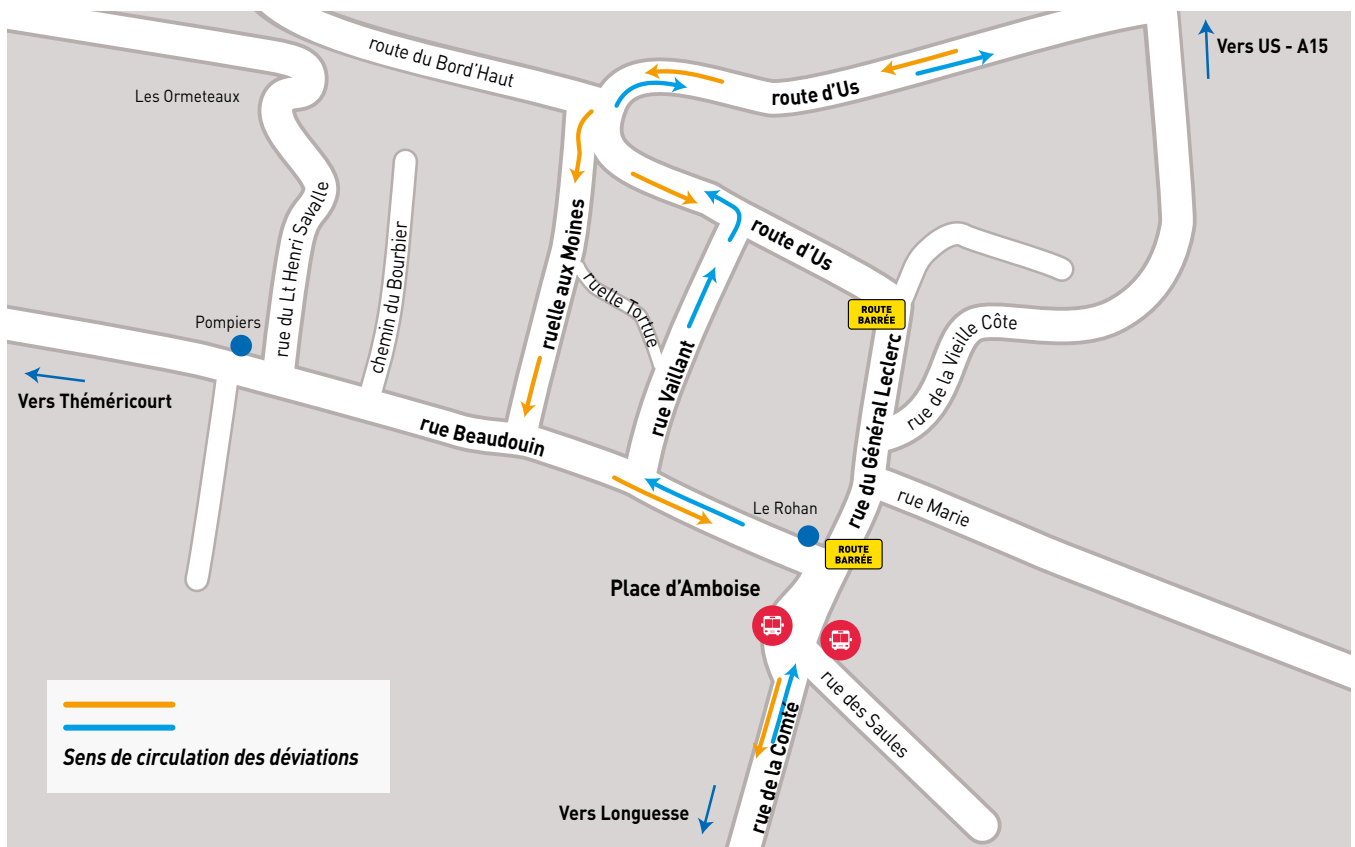 route du Bord'Haut
Vers US - A15
Les Ormeteaux
route d'Us
rue du Lt Henri Savalle
chemin du Bourbier
ruelle aux Moines
ruelle Tortue
route d'Us
ROUTE
BARRÉE
Pompiers
rue Vaillant
rue du Général Leclerc
rue de la Vieille Côte
Vers Théméricourt
rue Beaudouin
Le Rohan
rue Marie
ROUTE
BARRÉE
Place d'Amboise
rue des Saules
rue de la Comté
Sens de circulation des déviations
Vers Longuesse